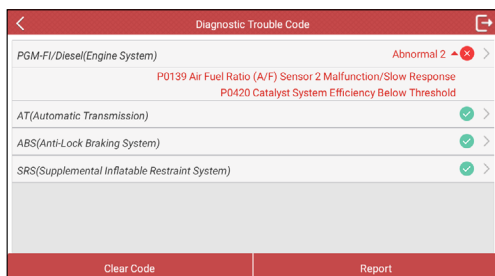 Diagnostic Trouble Code
PGM-FI/Diesel(Engine System)
Abnormal 2
P0139 Air Fuel Ratio (A/F) Sensor 2 Malfunction/Slow Response
P0420 Catalyst System Efficiency Below Threshold
AT(Automatic Transmission)
ABS(Anti-Lock Braking System)
SRS(Supplemental Inflatable Restraint System)
Clear Code
Report